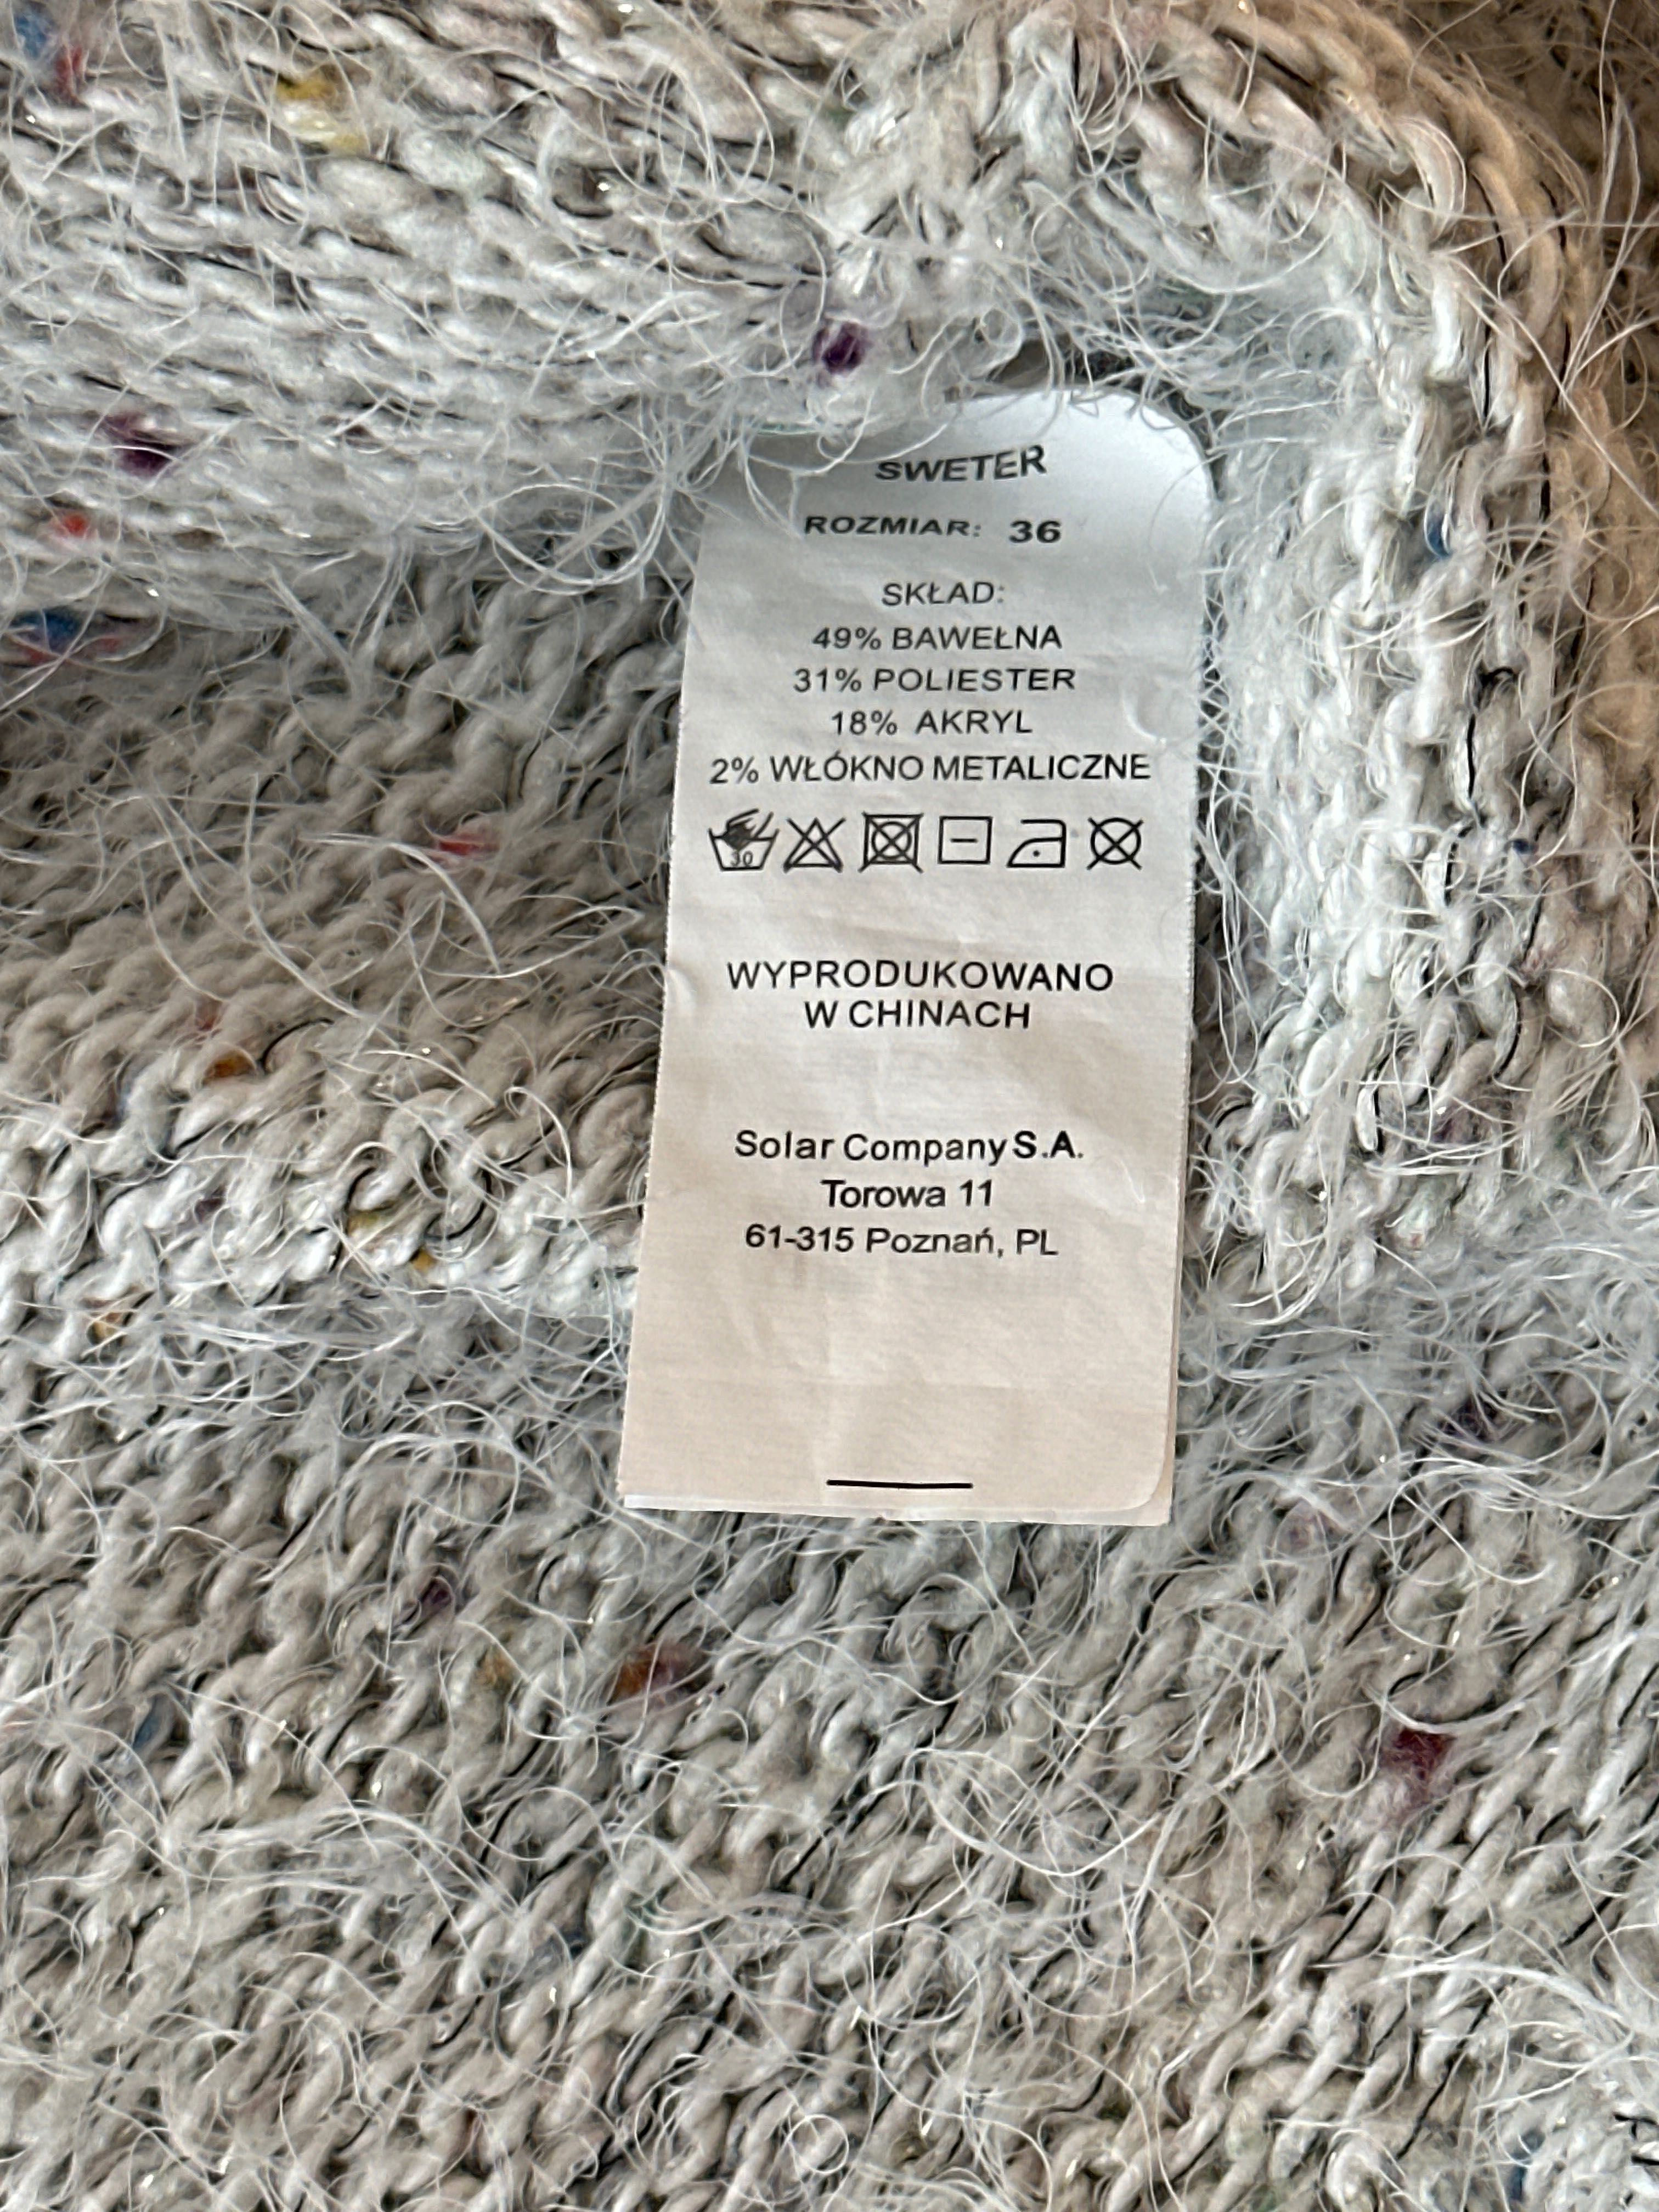 SWETER
ROZMIAR: 36
SKŁAD:
49% BAWEŁNA
31% POLIESTER
18% AKRYL
2% WŁÓKNO METALICZNE
30
WYPRODUKOWANO
W CHINACH
Solar Company S.A.
Torowa 11
61-315 Poznań, PL